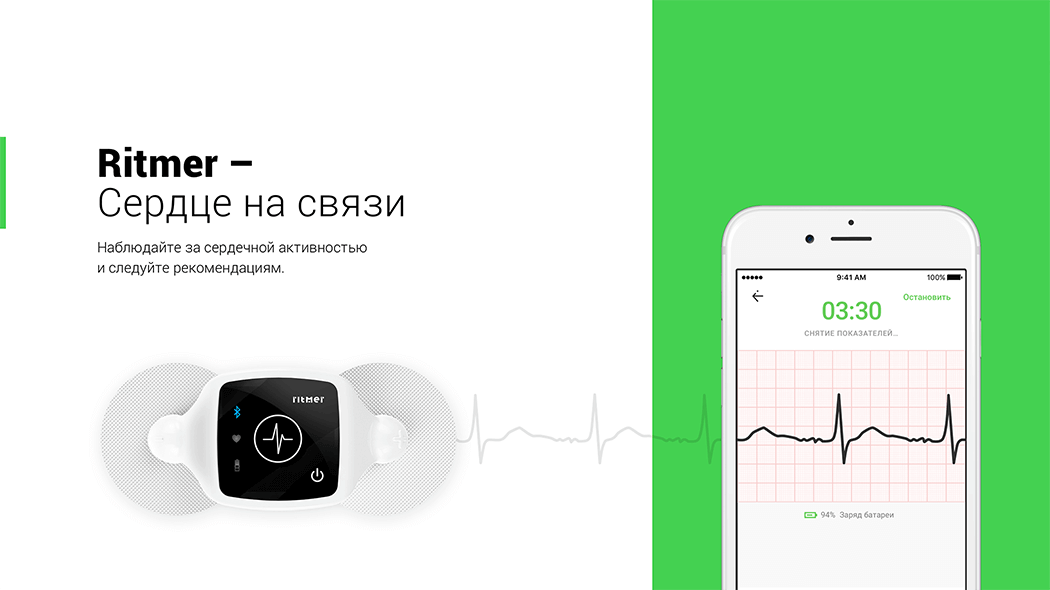 Ritmer –
Сердце на связи
Наблюдайте за сердечной активностью
и следуйте рекомендациям.
ritmer
9:41 AM
100%
Остановить
03:30
СНЯТИЕ ПОКАЗАТЕЛЕЙ...
94% Заряд батареи